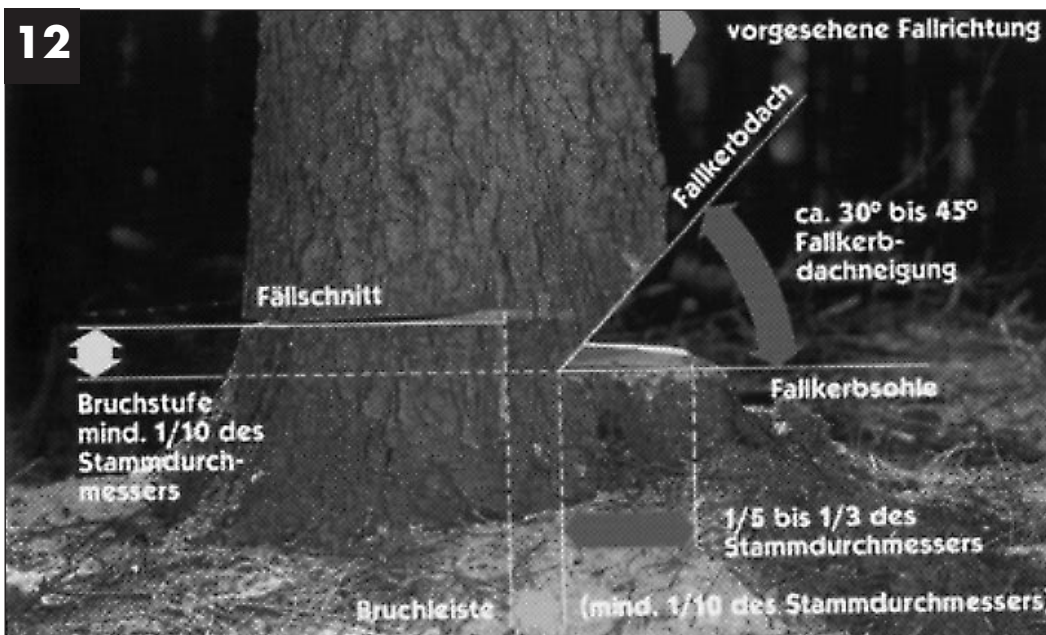 12
vorgesehene Fallrichtung
Fallkerbdach
ca. 30° bis 45°
Fallkerb-
dachneigung
Fällschnitt
Bruchstufe
mind. 1/10 des
Stammdurch-
messers
Fallkerbsohle
1/5 bis 1/3 des
Stammdurchmessers
Bruchleiste
(mind. 1/10 des Stammdurchmessers)